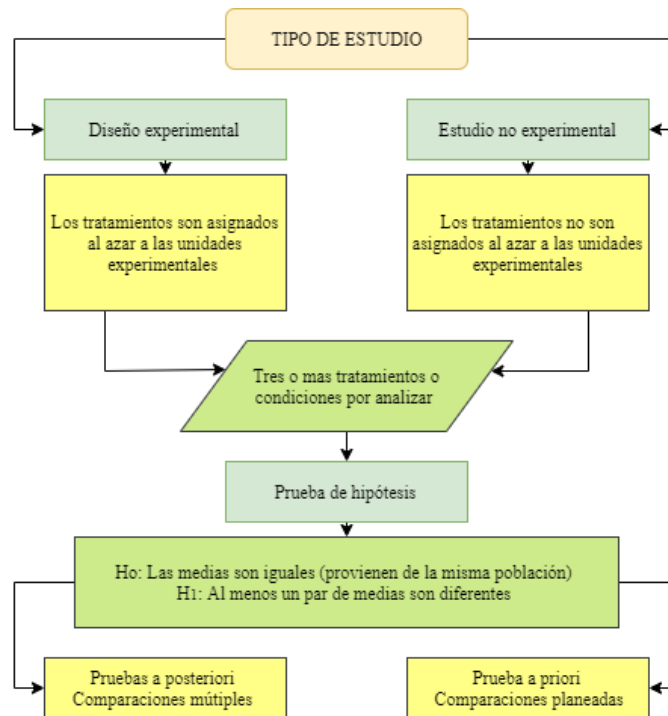 TIPO DE ESTUDIO
Diseño experimental
Estudio no experimental
Los tratamientos son asignados
al azar a las unidades
experimentales
Los tratamientos no son
asignados al azar a las unidades
experimentales
Tres o mas tratamientos o
condiciones por analizar
Prueba de hipótesis
Ho: Las medias son iguales (provienen de la misma población)
H1: Al menos un par de medias son diferentes
Pruebas a posteriori
Comparaciones mútiples
Prueba a priori
Comparaciones planeadas